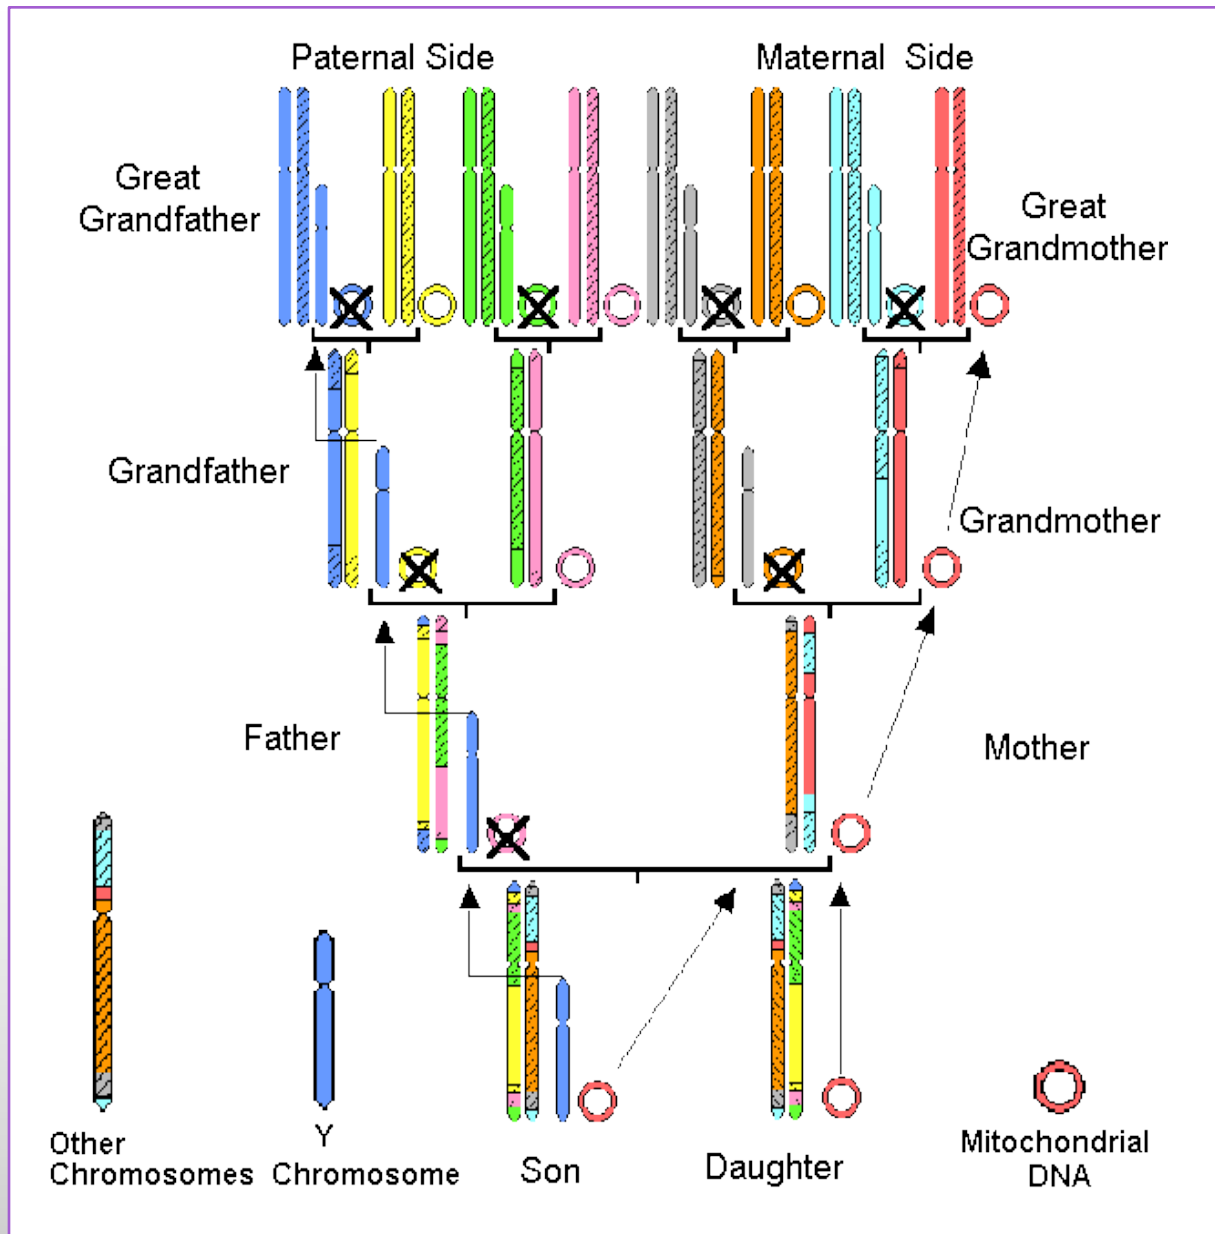 Paternal Side
Maternal Side
Great
Grandfather
Great
Grandmother
Grandfather
Grandmother
Father
Mother
Other
Chromosomes
Y
Chromosome
Son
Daughter
Mitochondrial
DNA